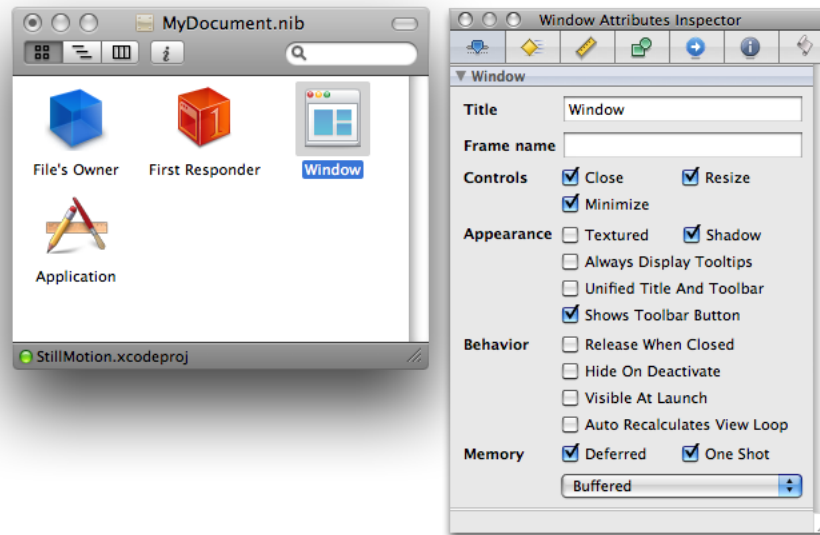 MyDocument.nib
i
File's Owner
First Responder
1
Window
Application
StillMotion.xcodeproj
Window Attributes Inspector
Window
Title Window
Frame name
Controls Close Resize
Minimize
Appearance Textured Shadow
Always Display Tooltips
Unified Title And Toolbar
Shows Toolbar Button
Behavior Release When Closed
Hide On Deactivate
Visible At Launch
Auto Recalculates View Loop
Memory Deferred One Shot
Buffered